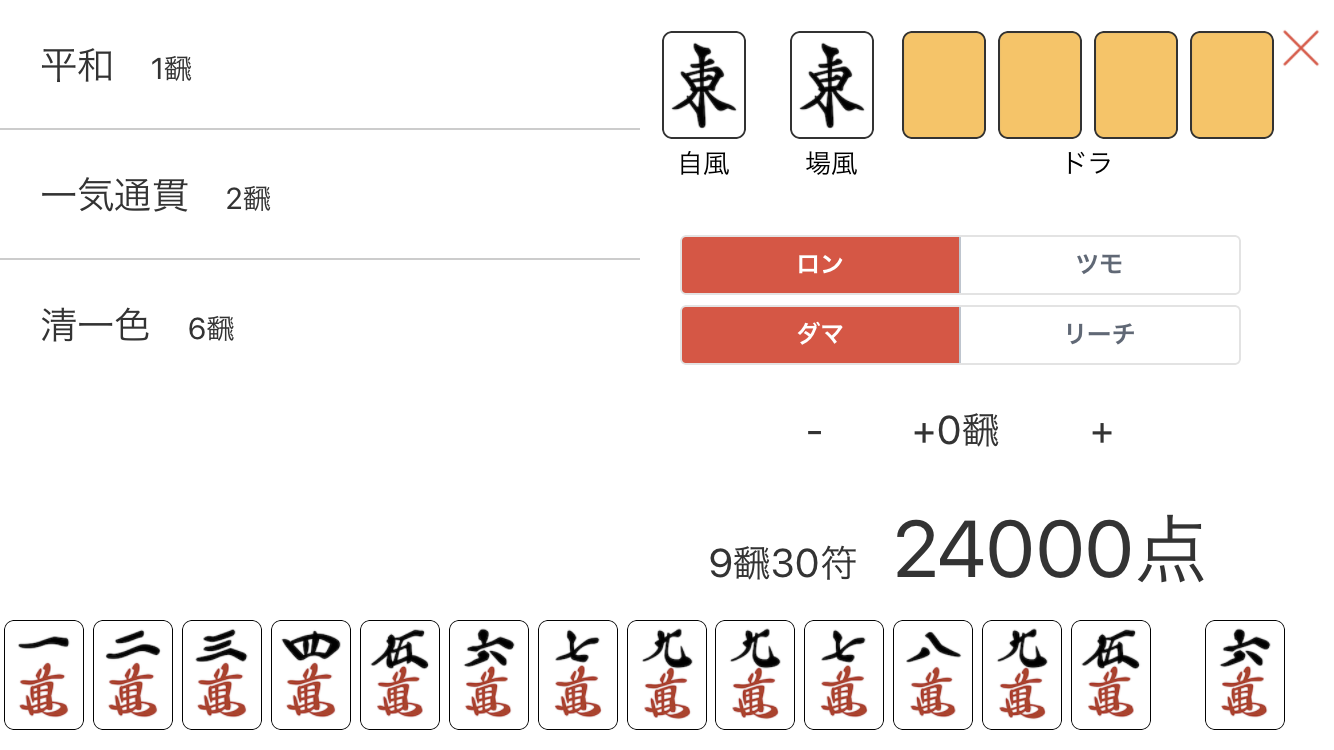 平和 1飜
一気通貫 2飜
清一色 6飜
東 東
自風 場風 ドラ
ロン ツモ
ダマ リーチ
- +0飜 +
9飜30符 24000点
一萬 二萬 三萬 四萬 伍萬 六萬 七萬 九萬 九萬 七萬 八萬 九萬 伍萬 六萬